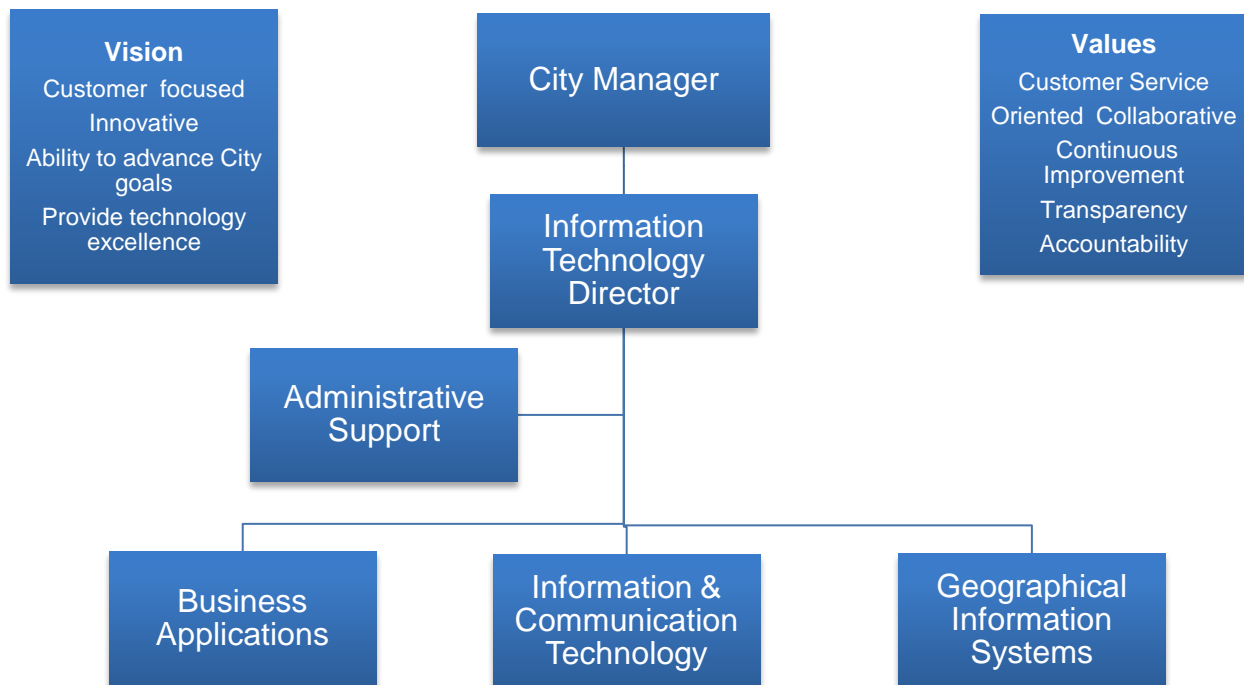 Vision
Customer focused
Innovative
Ability to advance City
goals
Provide technology
excellence
City Manager
Values
Customer Service
Oriented Collaborative
Continuous
Improvement
Transparency
Accountability
Information
Technology
Director
Administrative
Support
Business
Applications
Information &
Communication
Technology
Geographical
Information
Systems